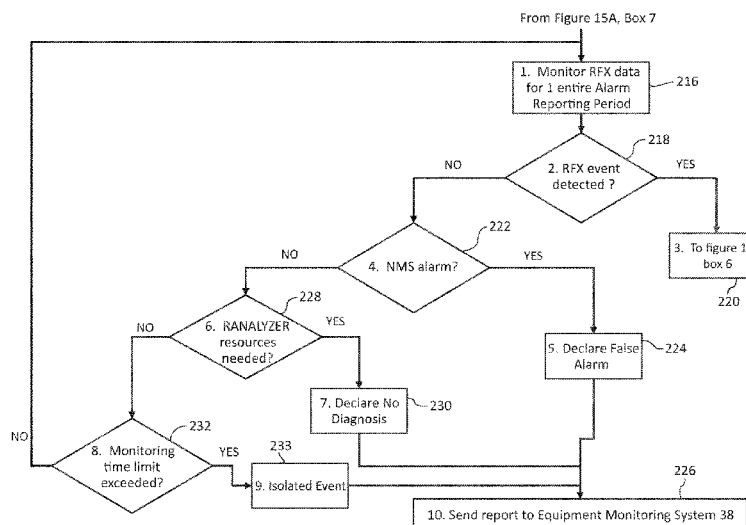 From Figure 15A, Box 7
1. Monitor RFX data
for 1 entire Alarm
Reporting Period
216
218
NO
2. RFX event
detected ?
YES
222
3. To figure 1
box 6
220
NO
4. NMS alarm?
YES
228
NO
6. RANALYZER
resources
needed?
YES
5. Declare False
Alarm
224
7. Declare No
Diagnosis
230
232
NO
8. Monitoring
time limit
exceeded?
YES
233
9. Isolated Event
226
10. Send report to Equipment Monitoring System 38